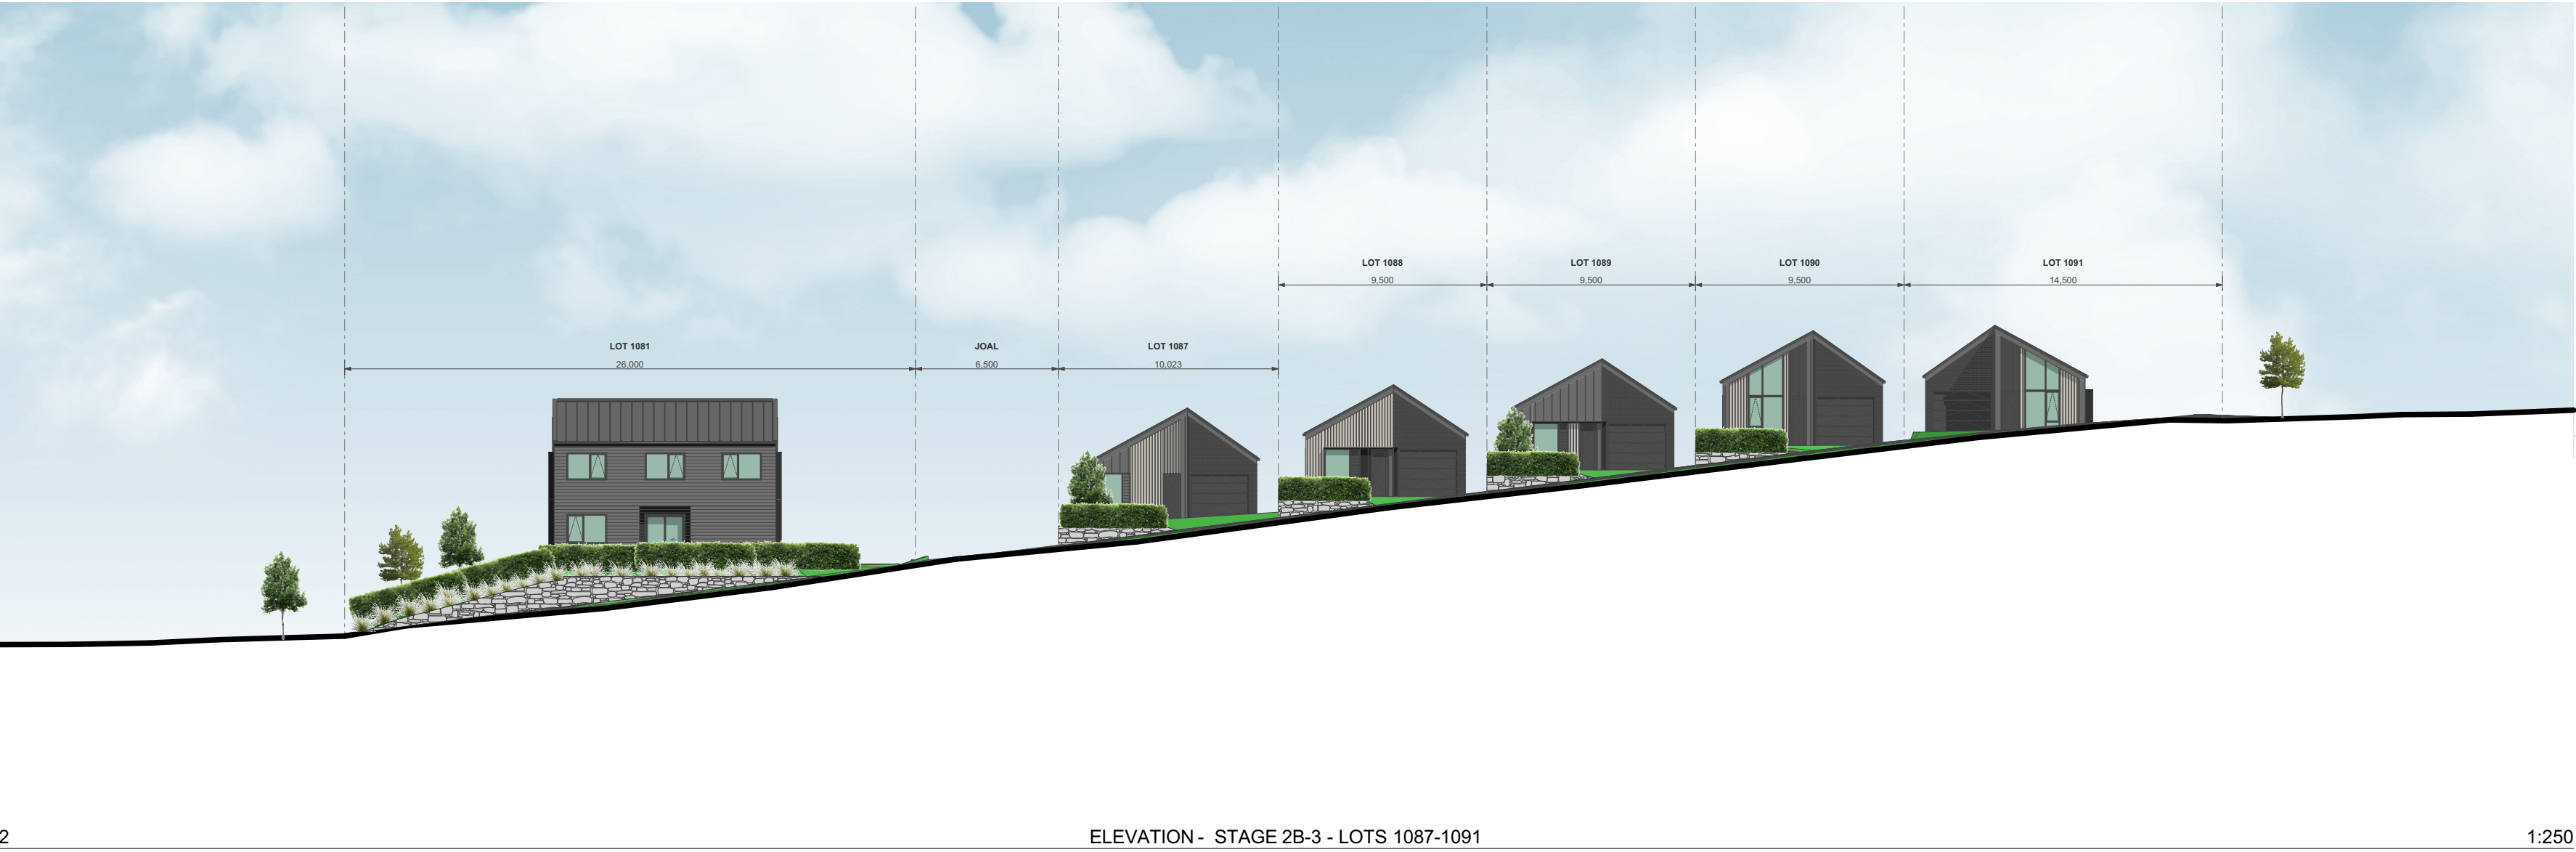 LOT 1088
9,500
LOT 1089
9,500
LOT 1090
9,500
LOT 1091
14,500
LOT 1081
26,000
JOAL
6,500
LOT 1087
10,023
2
ELEVATION - STAGE 2B-3 - LOTS 1087-1091
1:250